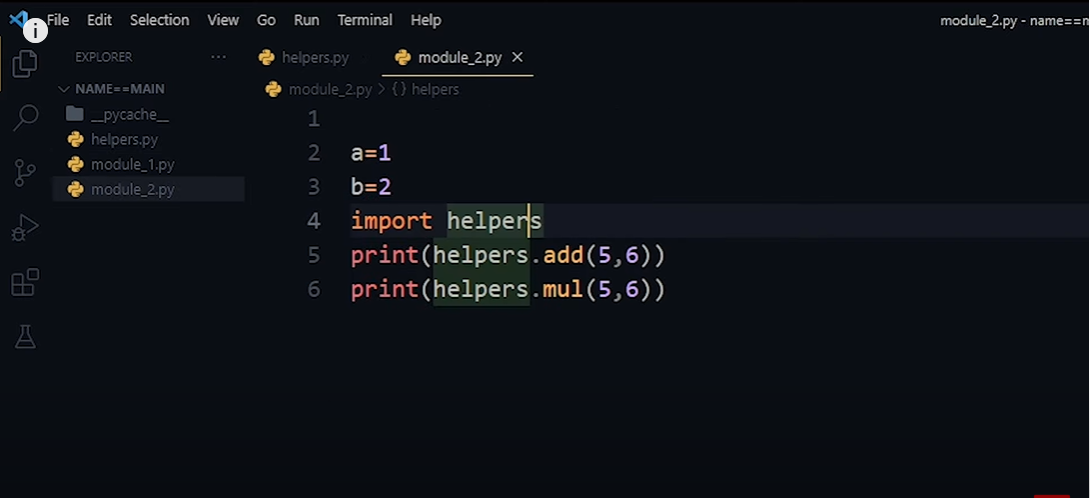 File Edit Selection View Go Run Terminal Help
module_2.py - name==m
EXPLORER ...
NAME==MAIN
__pycache__
helpers.py
module_1.py
module_2.py
helpers.py module_2.py
module_2.py > {} helpers
1
2 a=1
3 b=2
4 import helpers
5 print(helpers.add(5,6))
6 print(helpers.mul(5,6))